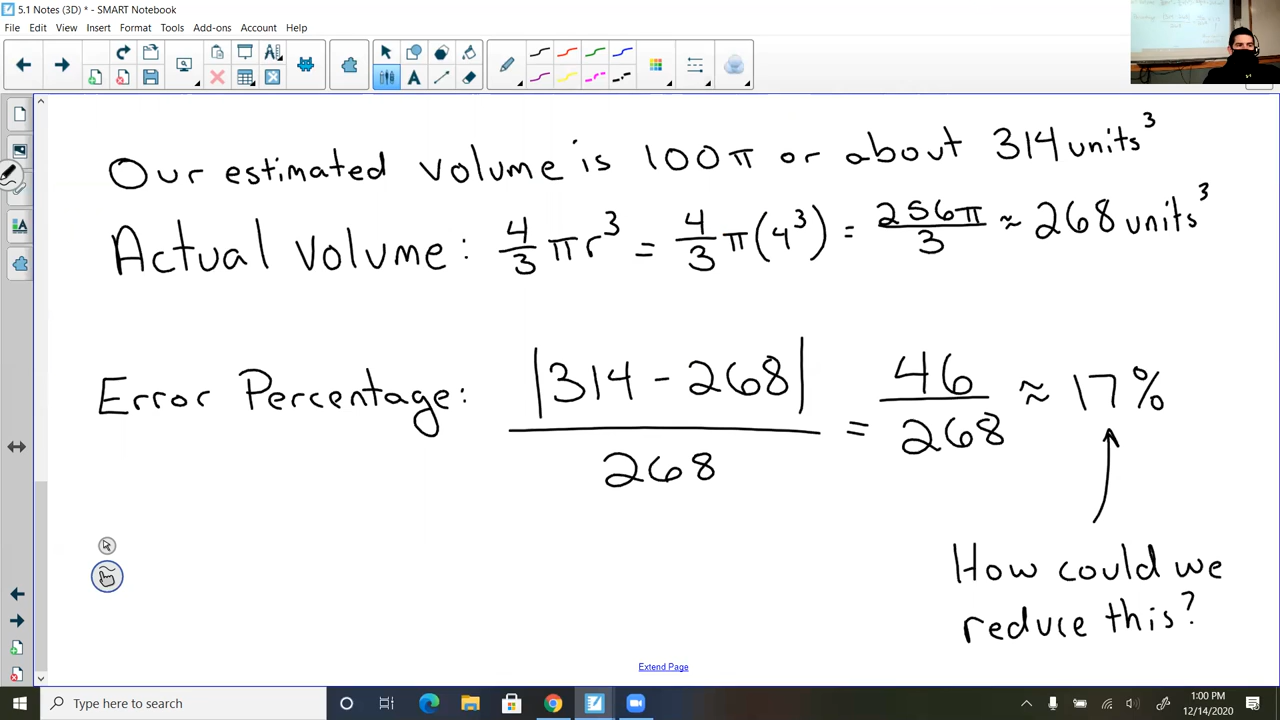 5.1 Notes (3D) * - SMART Notebook
File Edit View Insert Format Tools Add-ons Account Help
Our estimated volume is 100π or about 314 units³
Actual volume: 4/3 πr³ = 4/3 π(4³) = 256π/3 ≈ 268 units³
Error Percentage: |314 - 268|/268 = 46/268 ≈ 17%
How could we
reduce this?
Extend Page
Type here to search
1:00 PM
12/14/2020